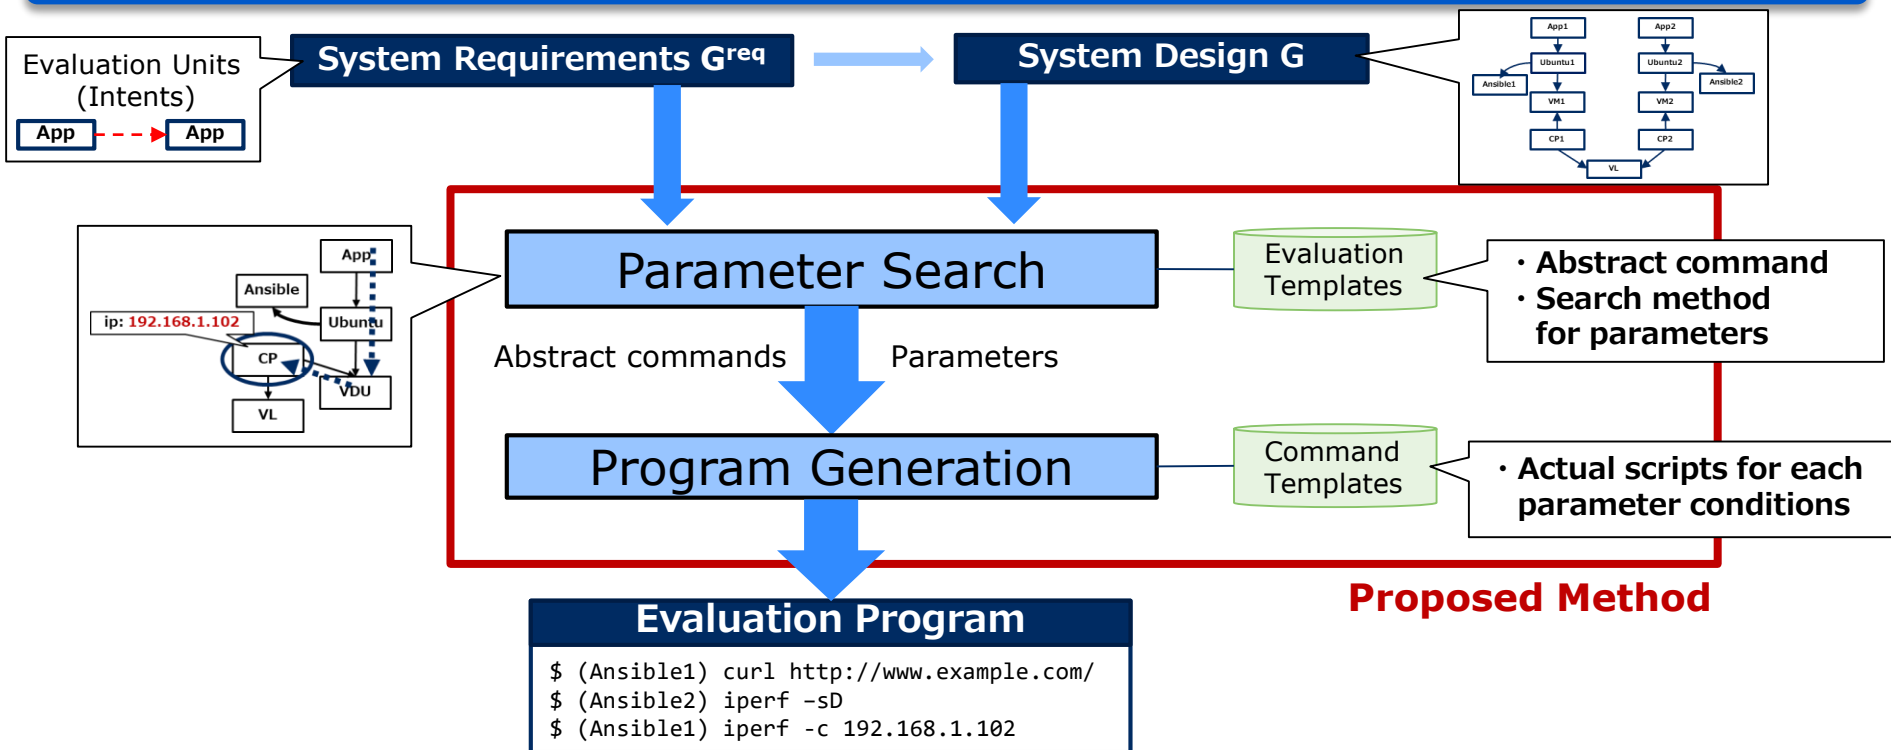 Evaluation Units
(Intents)
App
App
System Requirements G^req
System Design G
App1
App2
Ubuntu1
Ubuntu2
Ansible1
Ansible2
VM1
VM2
CP1
CP2
VL
App
Ansible
ip: 192.168.1.102
Ubuntu
CP
VDU
VL
Parameter Search
Evaluation
Templates
・Abstract command
・Search method
for parameters
Abstract commands
Parameters
Program Generation
Command
Templates
・Actual scripts for each
parameter conditions
Proposed Method
Evaluation Program
$ (Ansible1) curl http://www.example.com/
$ (Ansible2) iperf –sD
$ (Ansible1) iperf -c 192.168.1.102